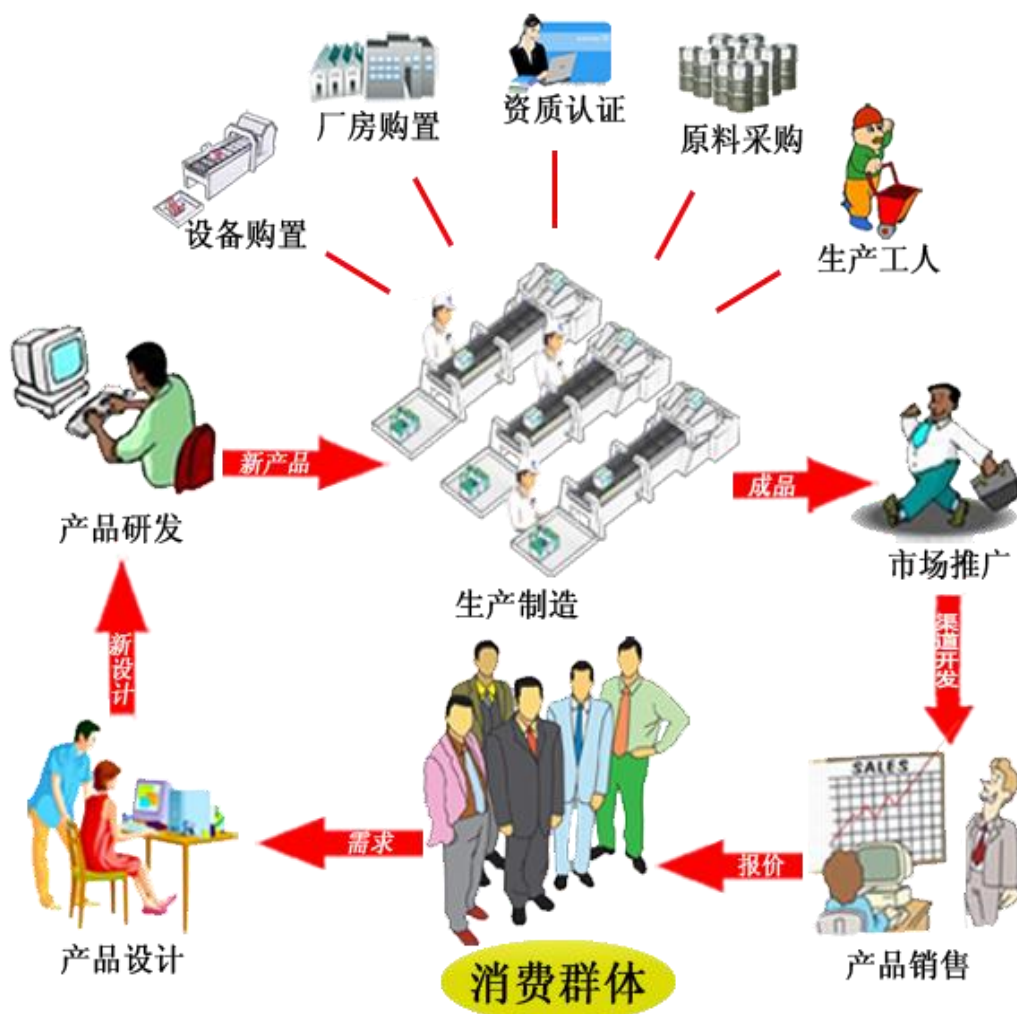 厂房购置
资质认证
原料采购
设备购置
生产工人
新产品
成品
产品研发
生产制造
市场推广
新设计
渠道开发
SALES
需求
报价
产品设计
消费群体
产品销售